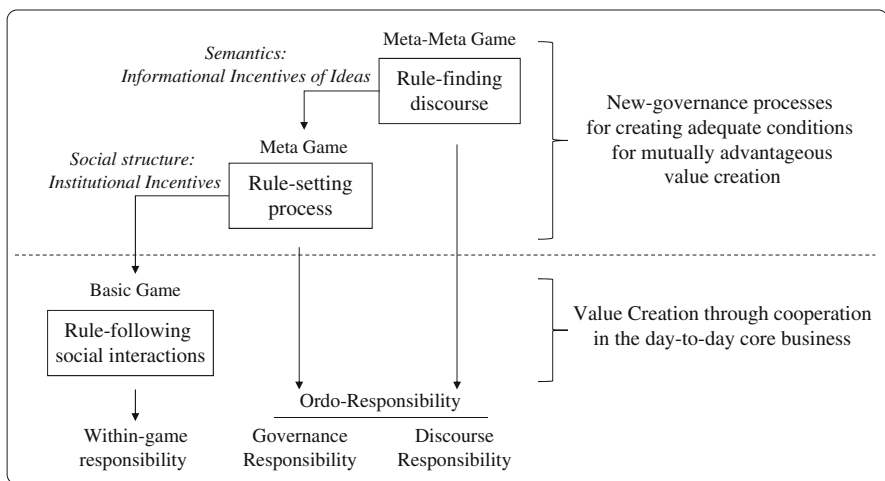 Meta-Meta Game
Semantics:
Informational Incentives of Ideas
Rule-finding
discourse
New-governance processes
for creating adequate conditions
for mutually advantageous
value creation
Meta Game
Social structure:
Institutional Incentives
Rule-setting
process
Basic Game
Rule-following
social interactions
Value Creation through cooperation
in the day-to-day core business
Ordo-Responsibility
Within-game
responsibility
Governance
Responsibility
Discourse
Responsibility